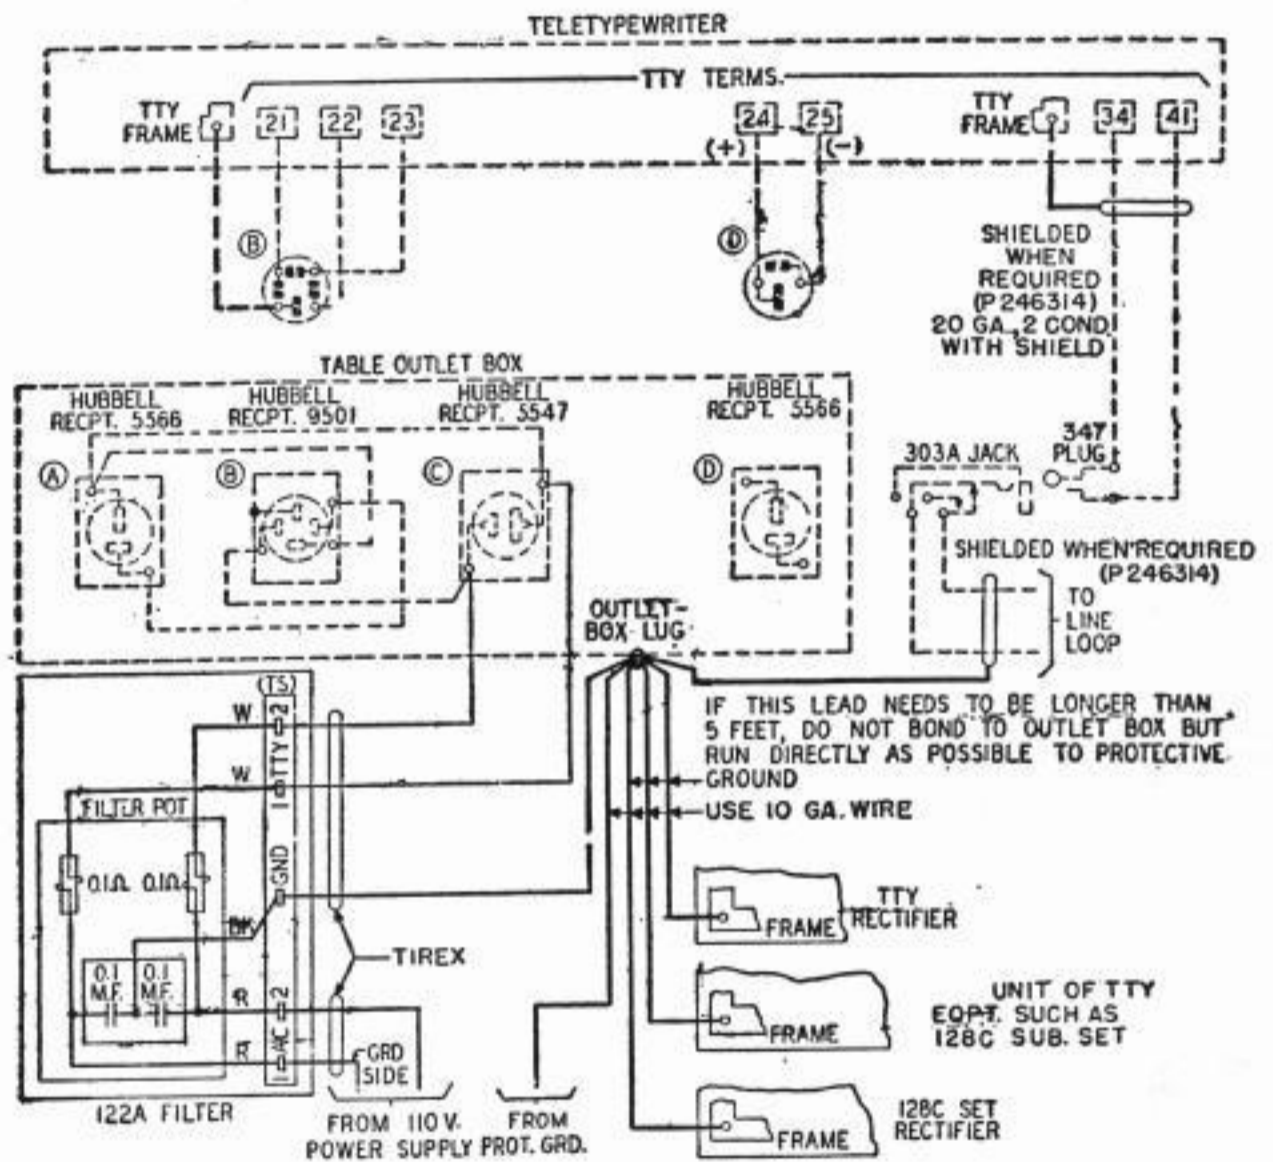 TELETYPEWRITER
TTY TERMS.
TTY
FRAME
21
22
23
24
25
(+)
(-)
TTY
FRAME
34
41
B
D
SHIELDED
WHEN
REQUIRED
(P246314)
20 GA., 2 COND.
WITH SHIELD
TABLE OUTLET BOX
HUBBELL
RECPT. 5566
HUBBELL
RECPT. 9501
HUBBELL
RECPT. 5547
HUBBELL
RECPT. 5566
A
B
C
D
303A JACK
347
PLUG
SHIELDED WHEN REQUIRED
(P246314)
TO
LINE
LOOP
OUTLET
BOX LUG
IF THIS LEAD NEEDS TO BE LONGER THAN
5 FEET, DO NOT BOND TO OUTLET BOX BUT
RUN DIRECTLY AS POSSIBLE TO PROTECTIVE
GROUND
USE 10 GA. WIRE
(TS)
W
2
TTY
W
1
FILTER POT
0.1Ω
0.1Ω
GND
BK
TIREX
0.1
M.F.
0.1
M.F.
R
2
AC
R
1
GRD
SIDE
122A FILTER
FROM 110 V.
POWER SUPPLY
FROM
PROT. GRD.
FRAME
TTY
RECTIFIER
FRAME
UNIT OF TTY
EQPT. SUCH AS
128C SUB. SET
FRAME
128C SET
RECTIFIER